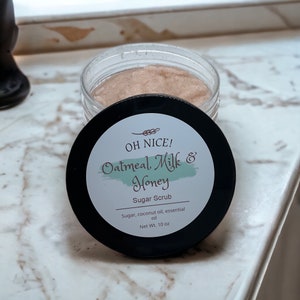 OH NICE!
Oatmeal, Milk &
Honey
Sugar Scrub
Sugar, coconut oil, essential
oil
Net Wt. 10 oz